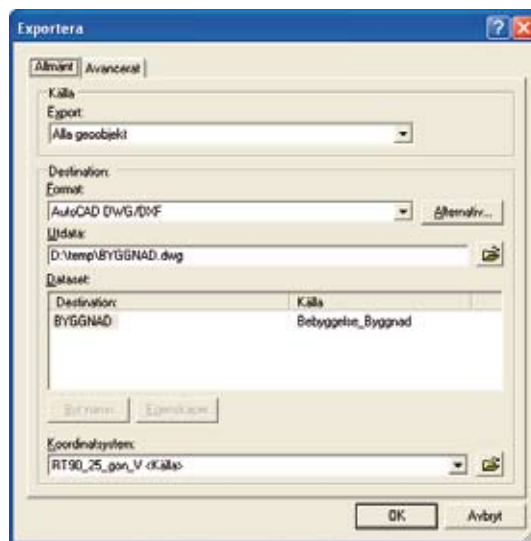 Exportera
Allmänt Avancerat
Källa
Export:
Alla geoobjekt
Destination:
Format:
AutoCAD DWG/DXF Alternativ...
Utdata:
D:\temp\BYGGNAD.dwg
Dataset:
Destination: Källa
BYGGNAD Bebyggelse_Byggnad
Byt namn Egenskaper
Koordinatsystem:
RT90_25_gon_V <Källa>
OK Avbryt